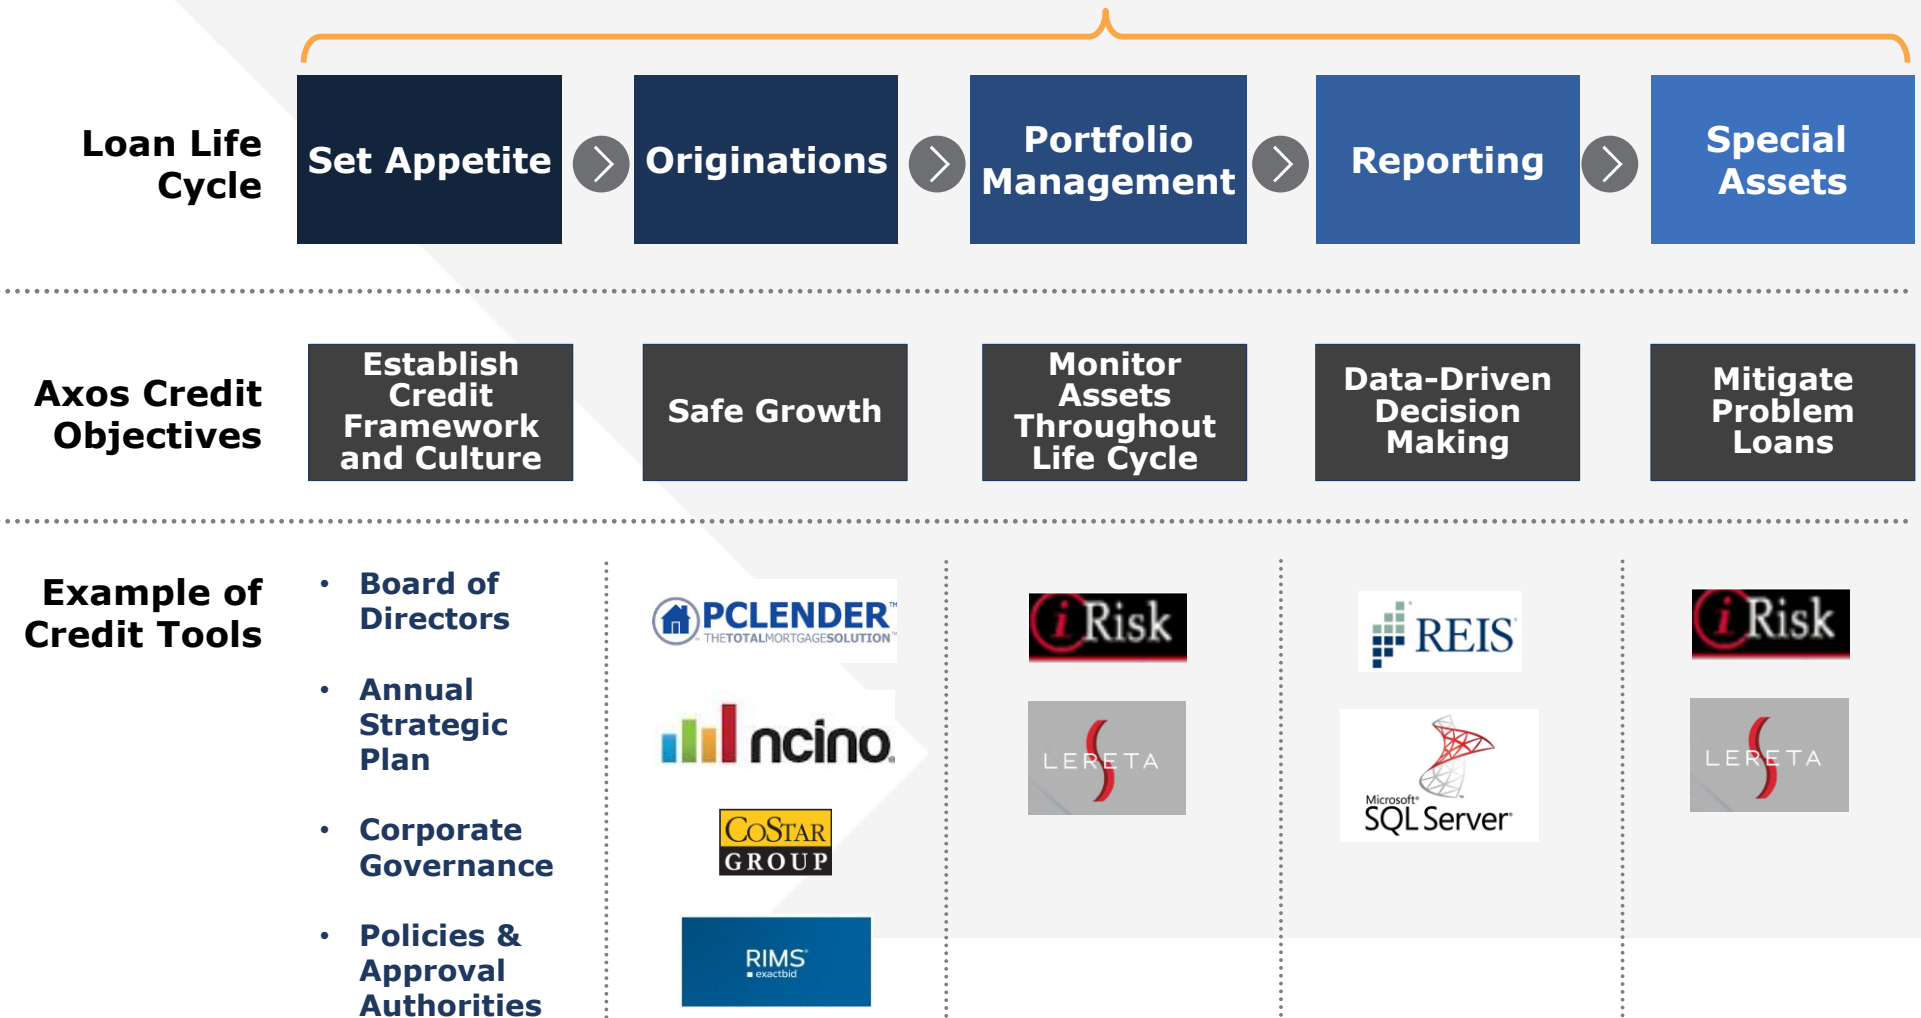 Loan Life
Cycle
Set Appetite
Originations
Portfolio
Management
Reporting
Special
Assets
Axos Credit
Objectives
Establish
Credit
Framework
and Culture
Safe Growth
Monitor
Assets
Throughout
Life Cycle
Data-Driven
Decision
Making
Mitigate
Problem
Loans
Example of
Credit Tools
• Board of
Directors
• Annual
Strategic
Plan
• Corporate
Governance
• Policies &
Approval
Authorities
PCLENDER™
THETOTALMORTGAGESOLUTION™
ncino®
COSTAR
GROUP
RIMS®
exactbid
iRisk
LERETA
REIS®
Microsoft®
SQL Server®
iRisk
LERETA